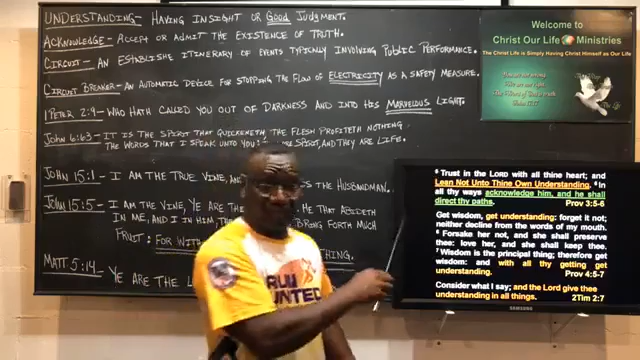 UNDERSTANDING- HAVING INSIGHT OR GOOD JUDGMENT.
ACKNOWLEDGE- ACCEPT OR ADMIT THE EXISTENCE OF TRUTH.
CIRCUIT- AN ESTABLISHE ITINERARY OF EVENTS TYPICALLY INVOLVING PUBLIC PERFORMANCE.
CIRCUIT BREAKER- AN AUTOMATIC DEVICE FOR STOPPING THE FLOW OF ELECTRICITY AS A SAFETY MEASURE.
1 PETER 2:9- WHO HATH CALLED YOU OUT OF DARKNESS AND INTO HIS MARVELOUS LIGHT.
JOHN 6:63- IT IS THE SPIRIT THAT QUICKENETH, THE FLESH PROFITETH NOTHING
THE WORDS THAT I SPEAK UNTO YOU SPIRIT, AND THEY ARE LIFE.
JOHN 15:1- I AM THE TRUE VINE, AND THE HUSBANDMAN.
JOHN 15:5- I AM THE VINE, YE ARE THE HE THAT ABIDETH
IN ME, AND I IN HIM, BRING FORTH MUCH
FRUIT: FOR
MATT 5:14- YE ARE THE
Welcome to
Christ Our Life Ministries
The Christ Life is Simply Having Christ Himself as Our Life
The Way
The Life
5 Trust in the Lord with all thine heart; and
Lean Not Unto Thine Own Understanding. 6 In
all thy ways acknowledge him, and he shall
direct thy paths. Prov 3:5-6
Get wisdom, get understanding: forget it not;
neither decline from the words of my mouth.
6 Forsake her not, and she shall preserve
thee: love her, and she shall keep thee.
7 Wisdom is the principal thing; therefore get
wisdom: and with all thy getting get
understanding. Prov 4:5-7
Consider what I say; and the Lord give thee
understanding in all things. 2Tim 2:7